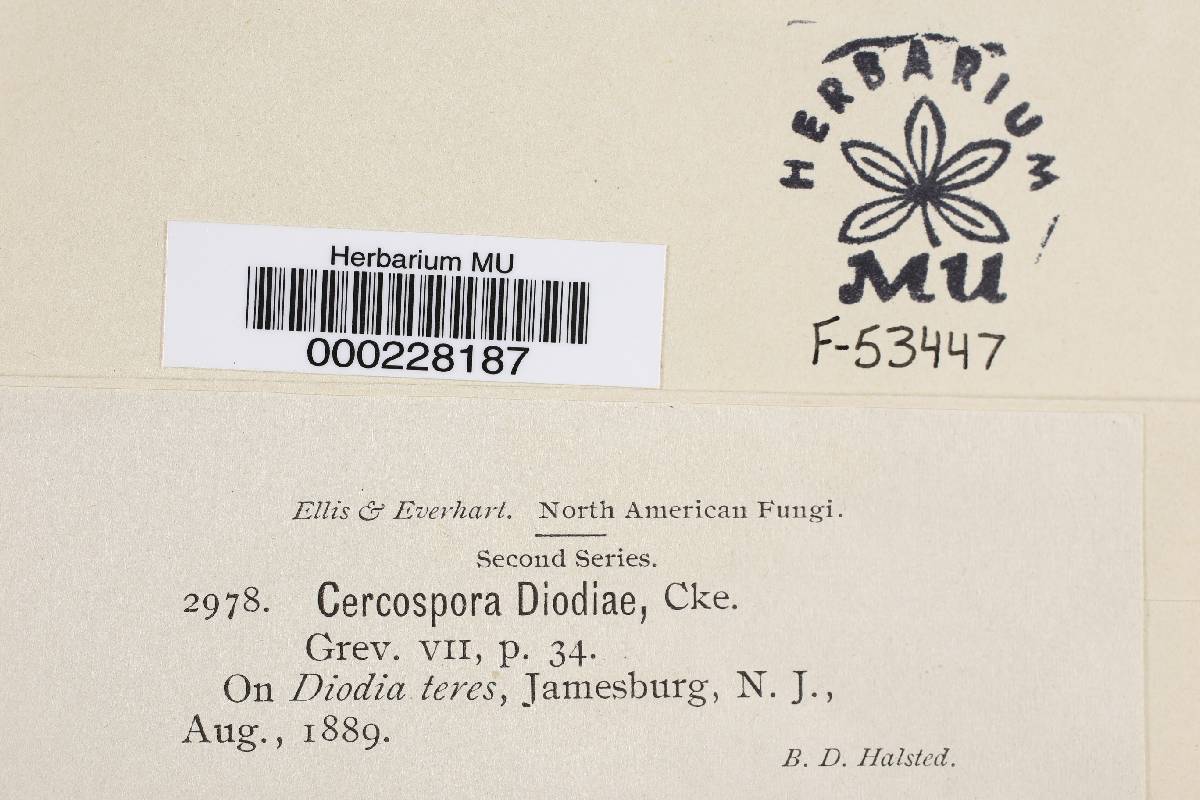 HERBARIUM
MU
F-53447
Herbarium MU
000228187
Ellis & Everhart. North American Fungi.
Second Series.
2978. Cercospora Diodiae, Cke.
Grev. VII, p. 34.
On Diodia teres, Jamesburg, N. J.,
Aug., 1889.
B. D. Halsted.